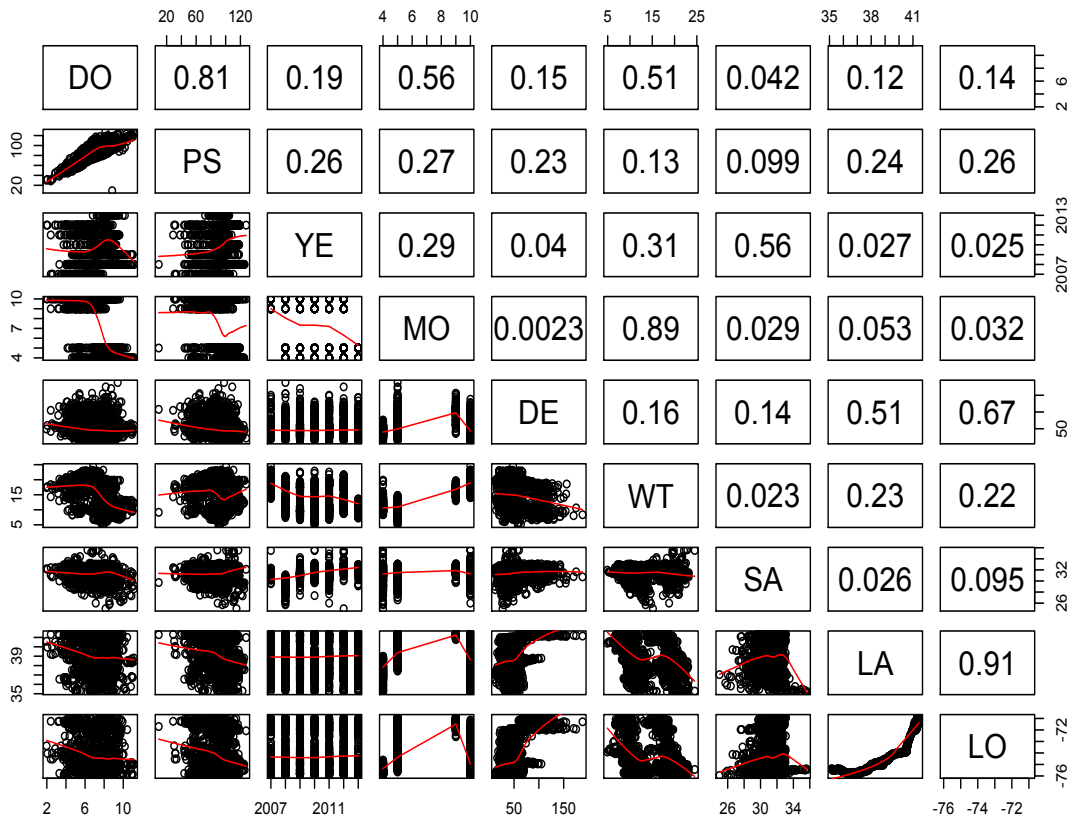 20 60 120 4 5 6 7 8 9 10 5 15 25 35 38 41
DO 0.81 0.19 0.56 0.15 0.51 0.042 0.12 0.14
2 6
20 100
PS 0.26 0.27 0.23 0.13 0.099 0.24 0.26
YE 0.29 0.04 0.31 0.56 0.027 0.025
2007 2013
4 7 10
MO 0.0023 0.89 0.029 0.053 0.032
DE 0.16 0.14 0.51 0.67
50
5 15
WT 0.023 0.23 0.22
SA 0.026 0.095
26 32
35 39
LA 0.91
LO
-76 -72
2 6 10 2007 2011 50 150 26 30 34 -76 -74 -72